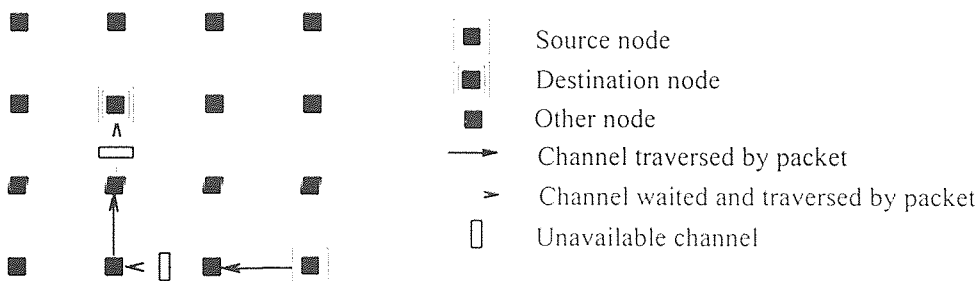 Source node
Destination node
Other node
Channel traversed by packet
Channel waited and traversed by packet
Unavailable channel